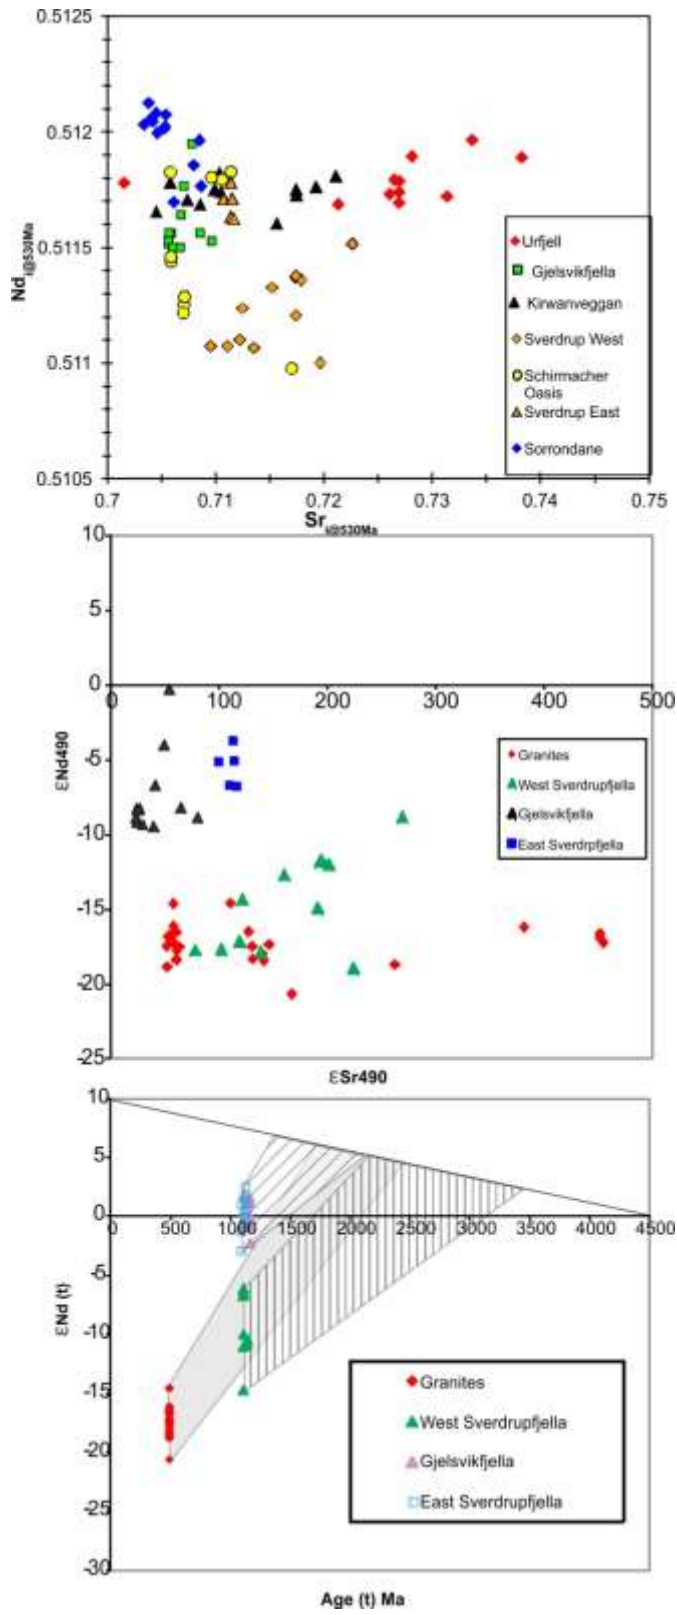 0.5125
0.512
0.5115
0.511
0.5105
Nd i@530Ma
0.7 0.71 0.72 0.73 0.74 0.75
Sr i@530Ma
Urfjell
Gjelsvikfjella
Kirwanveggan
Sverdrup West
Schirmacher
Oasis
Sverdrup East
Sorrondane
10
5
0
-5
-10
-15
-20
-25
εNd490
0 100 200 300 400 500
εSr490
Granites
West Sverdrupfjella
Gjelsvikfjella
East Sverdrpfjella
10
5
0
-5
-10
-15
-20
-25
-30
εNd (t)
0 500 1000 1500 2000 2500 3000 3500 4000 4500
Age (t) Ma
Granites
West Sverdrupfjella
Gjelsvikfjella
East Sverdrupfjella